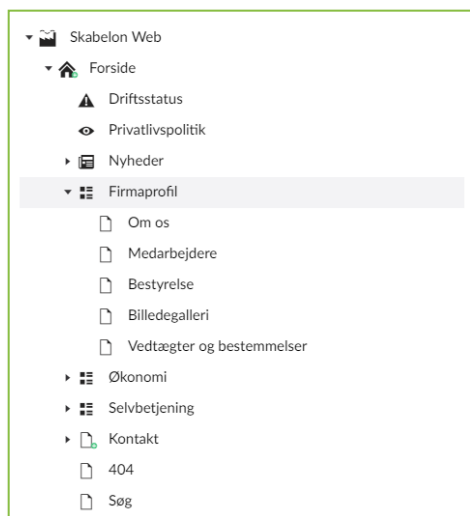 Skabelon Web
Forside
Driftsstatus
Privatlivspolitik
Nyheder
Firmaprofil
Om os
Medarbejdere
Bestyrelse
Billedegalleri
Vedtægter og bestemmelser
Økonomi
Selvbetjening
Kontakt
404
Søg